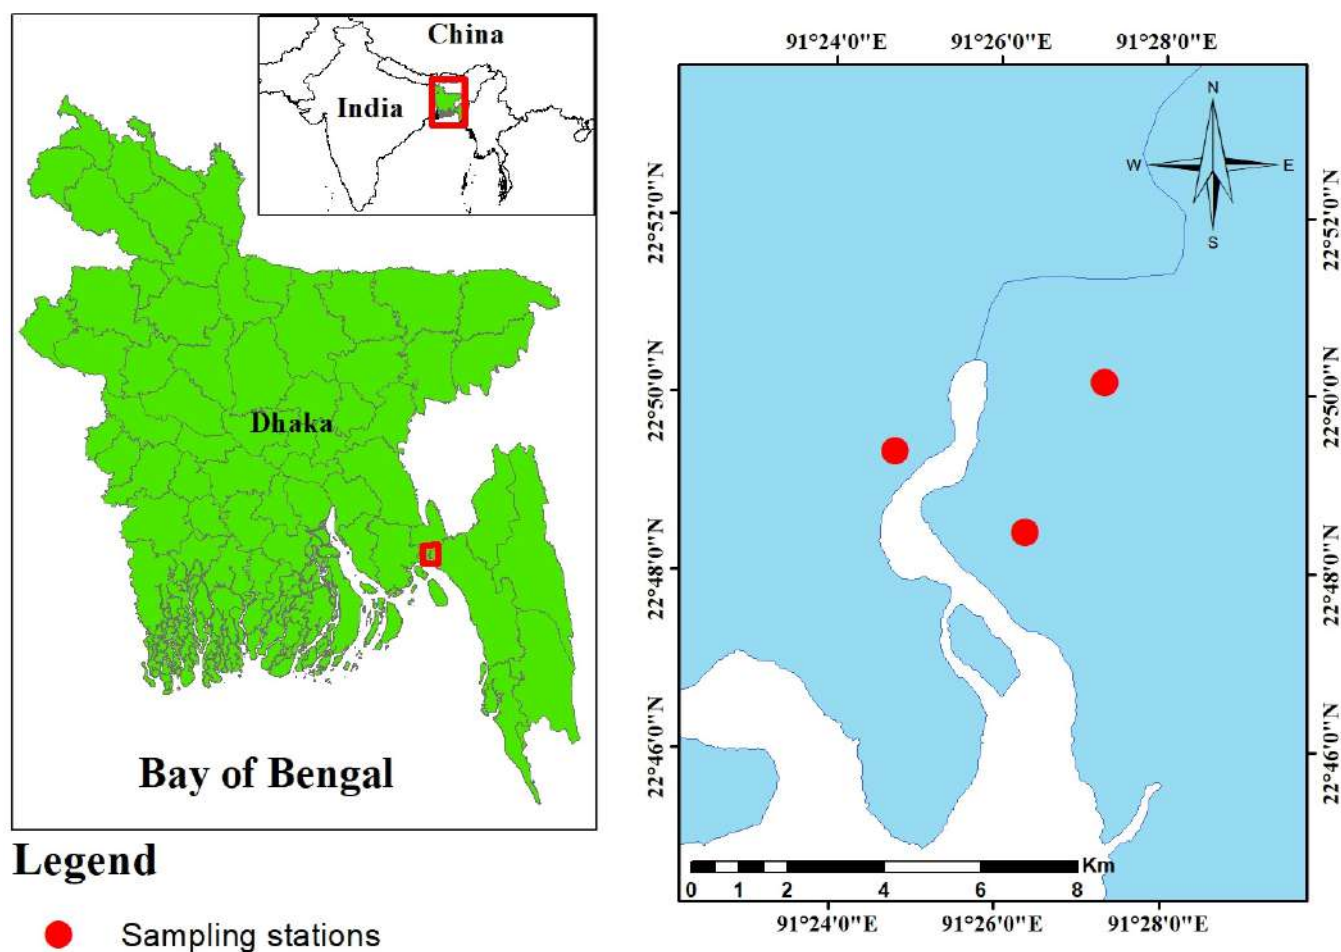 China
India
Dhaka
Bay of Bengal
Legend
Sampling stations
91°24'0"E 91°26'0"E 91°28'0"E
N
W E
S
22°52'0"N 22°52'0"N
22°50'0"N 22°50'0"N
22°48'0"N 22°48'0"N
22°46'0"N 22°46'0"N
Km
0 1 2 4 6 8
91°24'0"E 91°26'0"E 91°28'0"E